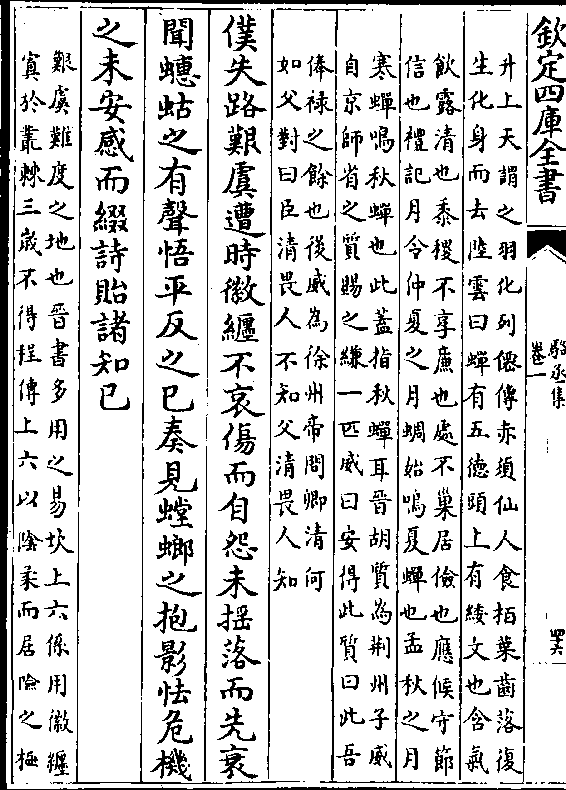 欽定四庫全書
駱丞集
卷一
四六
升上天謂之羽化列僊傳赤須仙人食栢葉齒落復
生化身而去陸雲曰蟬有五德頭上有緌文也含氣
飲露清也黍稷不享廉也處不巢居儉也應候守節
信也禮記月令仲夏之月蜩始鳴夏蟬也孟秋之月
寒蟬鳴秋蟬也此蓋指秋蟬耳晉胡質為荆州子威
自京師省之質賜之縑一匹威曰安得此質曰此吾
俸禄之餘也後威為徐州帝問卿清何
如父對曰臣清畏人不知父清畏人知
僕失路艱虞遭時徽纆不哀傷而自怨未揺落而先衰
聞蟪蛄之有聲悟平反之已奏見螳螂之抱影怯危機
之未安感而綴詩貽諸知已
艱虞難度之地也晉書多用之易坎上六係用徽纆
寘於叢棘三歳不得程傳上六以隂柔而居險之極